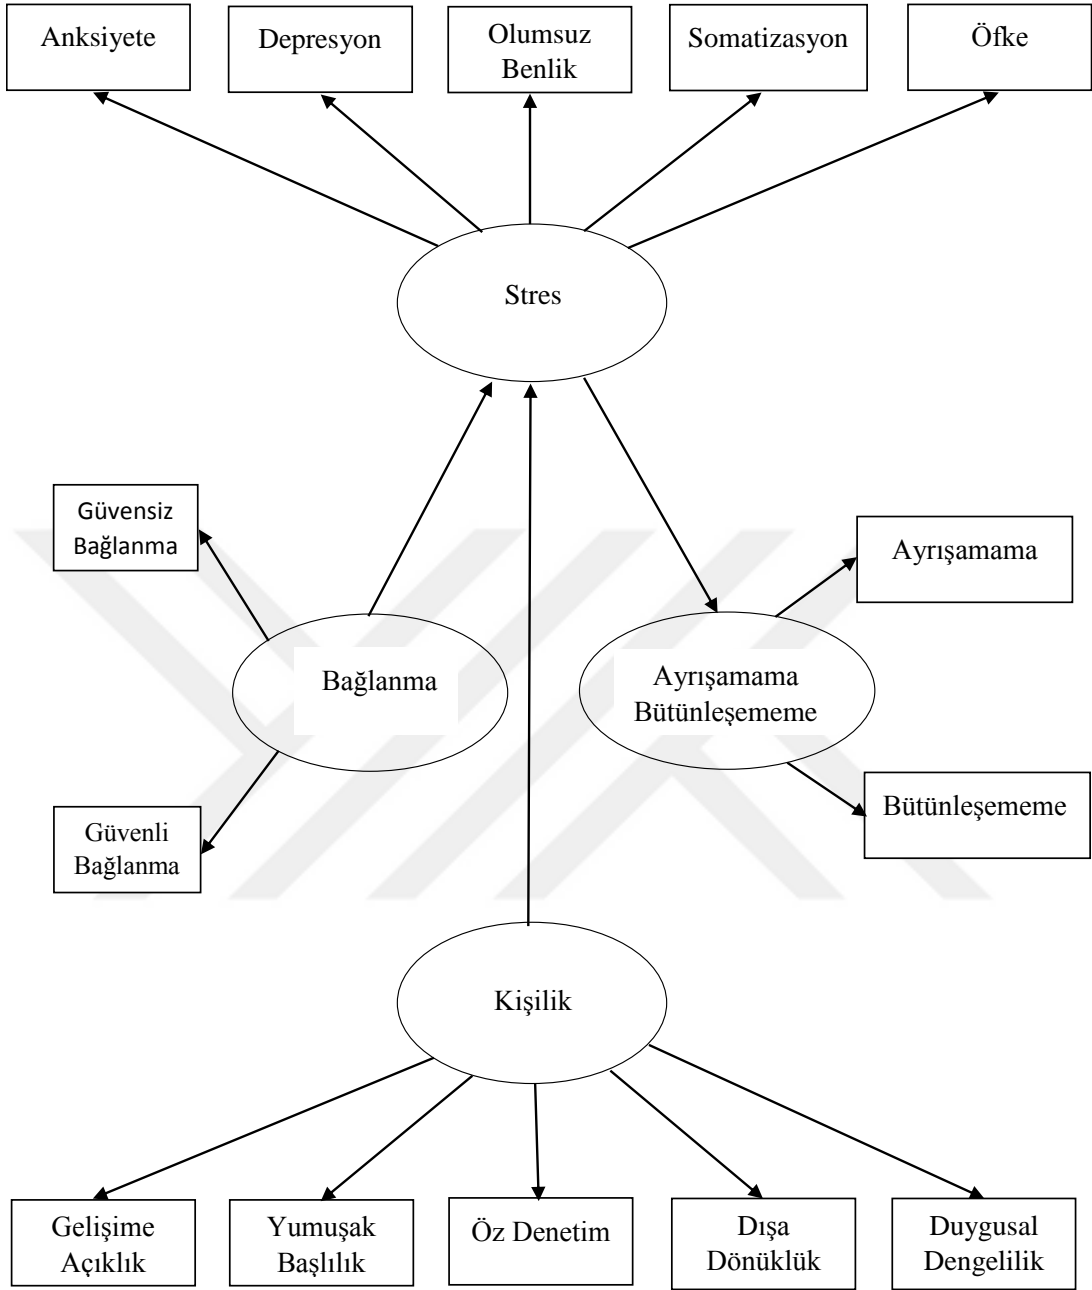 Anksiyete
Depresyon
Olumsuz
Benlik
Somatizasyon
Öfke
Stres
Güvensiz
Bağlanma
Ayrışamama
Bağlanma
Ayrışamama
Bütünleşememe
Güvenli
Bağlanma
Bütünleşememe
Kişilik
Gelişime
Açıklık
Yumuşak
Başlılık
Öz Denetim
Dışa
Dönüklük
Duygusal
Dengelilik